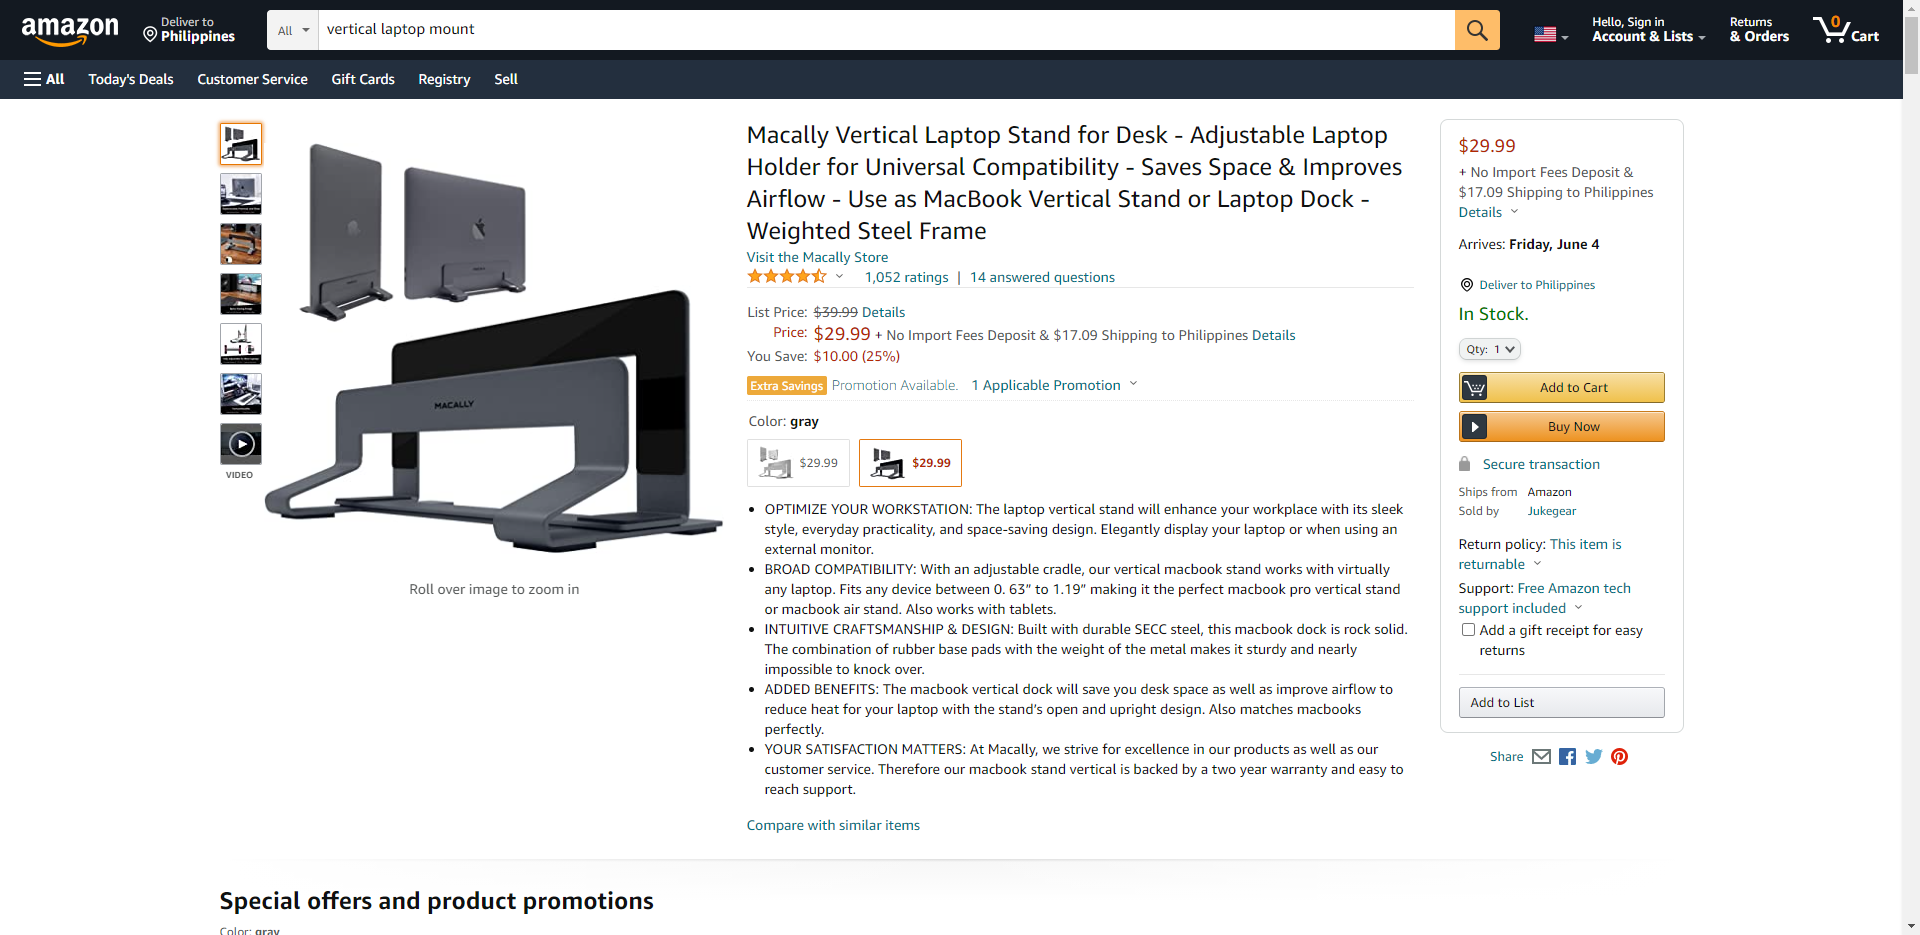 amazon
Deliver to
Philippines
All
vertical laptop mount
Hello, Sign in
Account & Lists
Returns
& Orders
0
Cart
All
Today's Deals
Customer Service
Gift Cards
Registry
Sell
VIDEO
MACALLY
Roll over image to zoom in
Macally Vertical Laptop Stand for Desk - Adjustable Laptop
Holder for Universal Compatibility - Saves Space & Improves
Airflow - Use as MacBook Vertical Stand or Laptop Dock -
Weighted Steel Frame
Visit the Macally Store
1,052 ratings | 14 answered questions
List Price: $39.99 Details
Price: $29.99 + No Import Fees Deposit & $17.09 Shipping to Philippines Details
You Save: $10.00 (25%)
Extra Savings Promotion Available. 1 Applicable Promotion
Color: gray
$29.99
$29.99
• OPTIMIZE YOUR WORKSTATION: The laptop vertical stand will enhance your workplace with its sleek
style, everyday practicality, and space-saving design. Elegantly display your laptop or when using an
external monitor.
• BROAD COMPATIBILITY: With an adjustable cradle, our vertical macbook stand works with virtually
any laptop. Fits any device between 0. 63” to 1.19” making it the perfect macbook pro vertical stand
or macbook air stand. Also works with tablets.
• INTUITIVE CRAFTSMANSHIP & DESIGN: Built with durable SECC steel, this macbook dock is rock solid.
The combination of rubber base pads with the weight of the metal makes it sturdy and nearly
impossible to knock over.
• ADDED BENEFITS: The macbook vertical dock will save you desk space as well as improve airflow to
reduce heat for your laptop with the stand’s open and upright design. Also matches macbooks
perfectly.
• YOUR SATISFACTION MATTERS: At Macally, we strive for excellence in our products as well as our
customer service. Therefore our macbook stand vertical is backed by a two year warranty and easy to
reach support.
Compare with similar items
$29.99
+ No Import Fees Deposit &
$17.09 Shipping to Philippines
Details
Arrives: Friday, June 4
Deliver to Philippines
In Stock.
Qty: 1
Add to Cart
Buy Now
Secure transaction
Ships from Amazon
Sold by Jukegear
Return policy: This item is
returnable
Support: Free Amazon tech
support included
Add a gift receipt for easy
returns
Add to List
Share
Special offers and product promotions
Color: gray